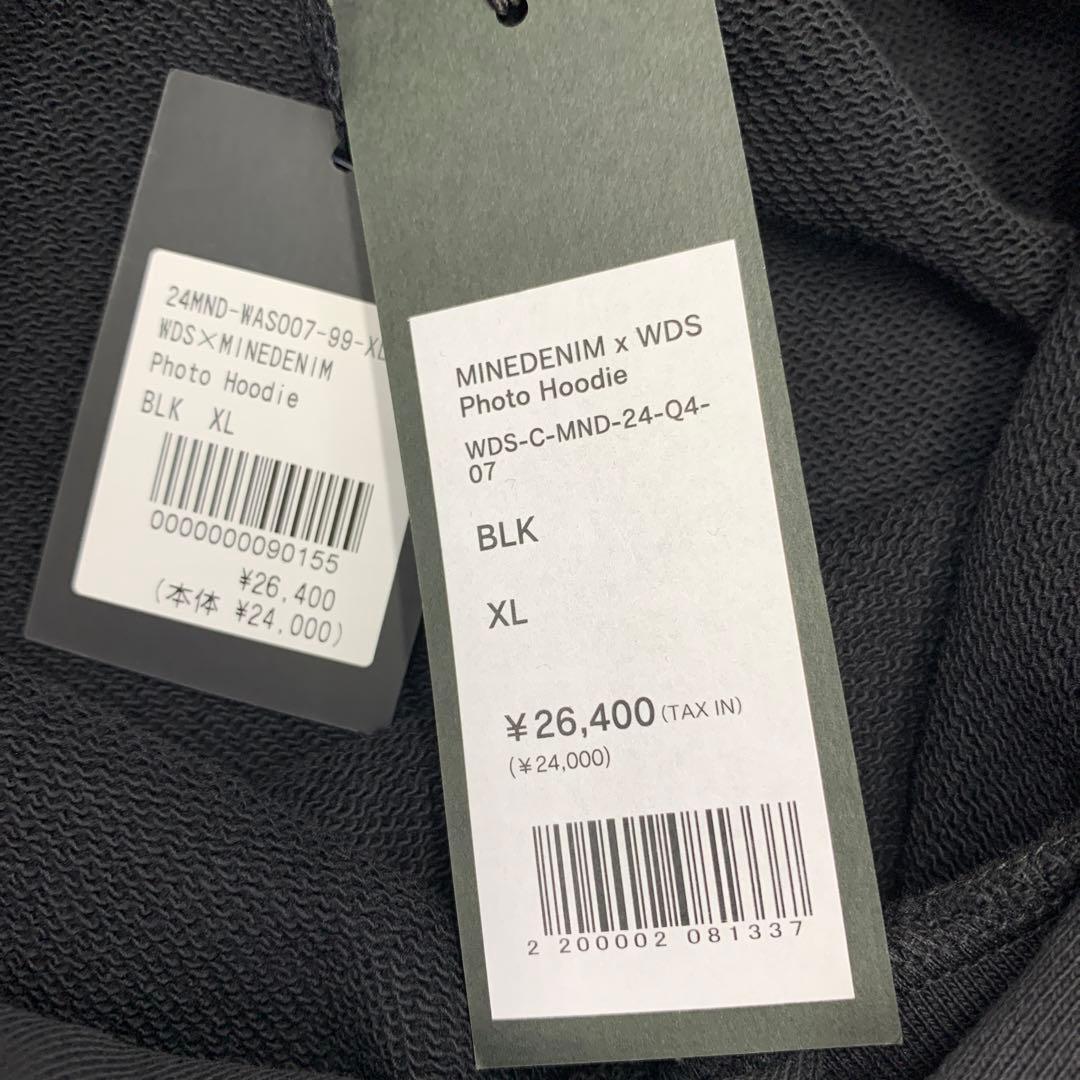 24MND-WAS007-99-XL
WDS×MINEDENIM
Photo Hoodie
BLK XL
0000000090155
¥26,400
(本体 ¥24,000)
MINEDENIM x WDS
Photo Hoodie
WDS-C-MND-24-Q4-
07
BLK
XL
¥26,400 (TAX IN)
(¥24,000)
2 200002 081337